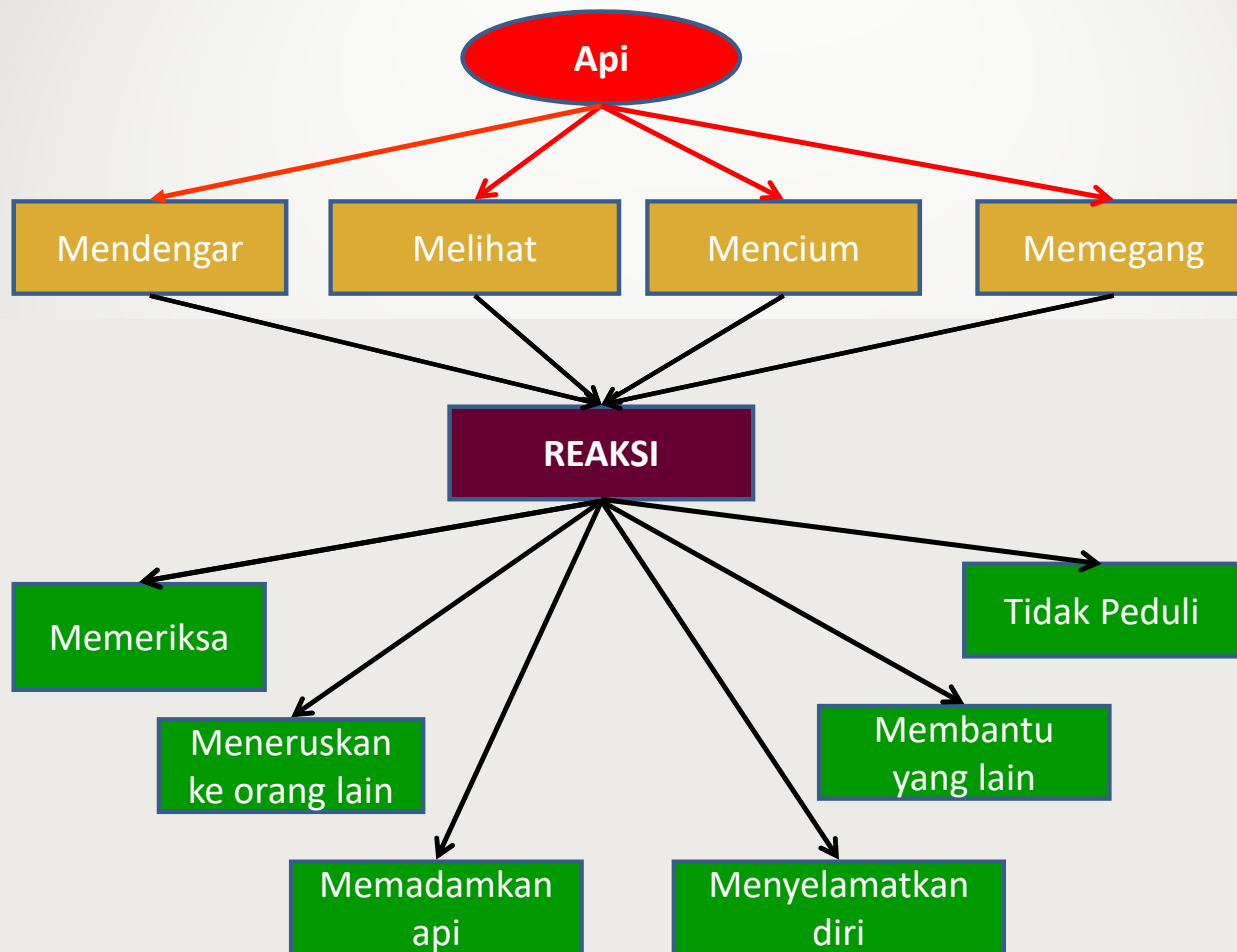 Api
Mendengar
Melihat
Mencium
Memegang
REAKSI
Memeriksa
Tidak Peduli
Meneruskan
ke orang lain
Membantu
yang lain
Memadamkan
api
Menyelamatkan
diri